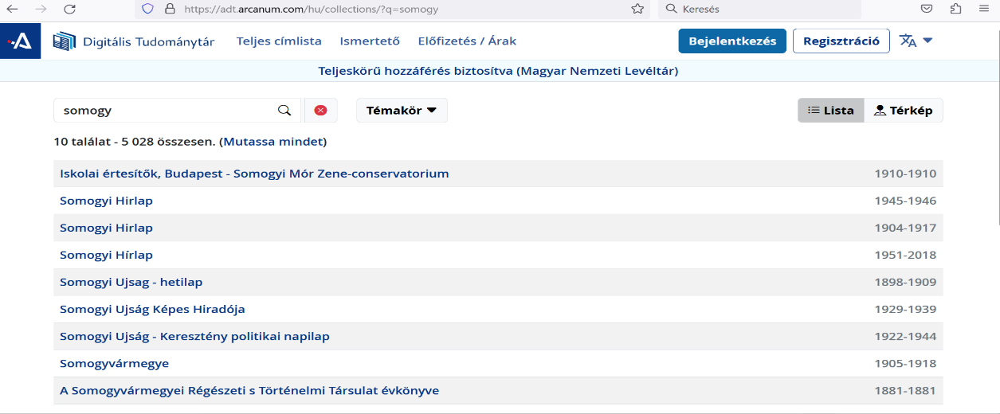 https://adt.arcanum.com/hu/collections/?q=somogy Keresés
Digitális Tudománytár Teljes címlista Ismertető Előfizetés / Árak Bejelentkezés Regisztráció
Teljeskörű hozzáférés biztosítva (Magyar Nemzeti Levéltár)
somogy Témakör Lista Térkép
10 találat - 5 028 összesen. (Mutassa mindet)
Iskolai értesítők, Budapest - Somogyi Mór Zene-conservatorium 1910-1910
Somogyi Hirlap 1945-1946
Somogyi Hirlap 1904-1917
Somogyi Hírlap 1951-2018
Somogyi Ujsag - hetilap 1898-1909
Somogyi Ujság Képes Hiradója 1929-1939
Somogyi Ujság - Keresztény politikai napilap 1922-1944
Somogyvármegye 1905-1918
A Somogyvármegyei Régészeti s Történelmi Társulat évkönyve 1881-1881